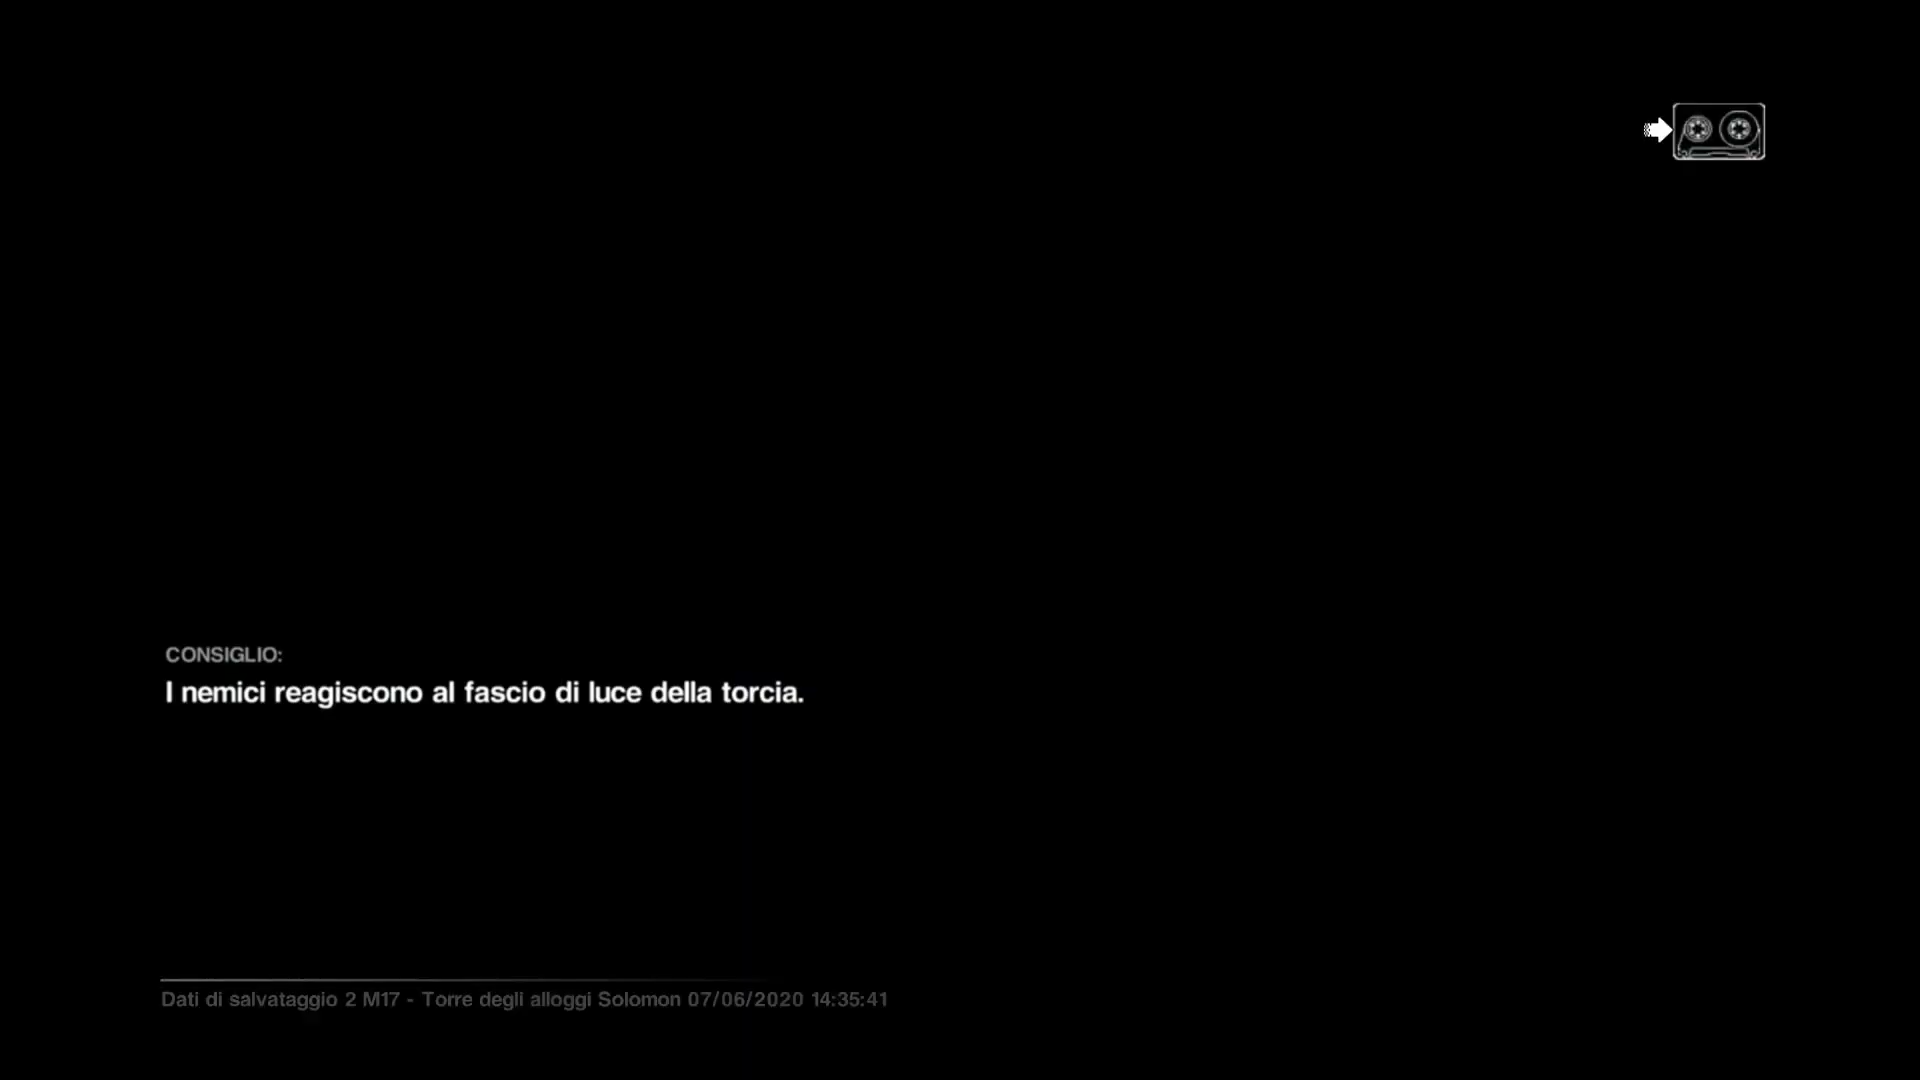 CONSIGLIO:
I nemici reagiscono al fascio di luce della torcia.
Dati di salvataggio 2 M17 - Torre degli alloggi Solomon 07/06/2020 14:35:41